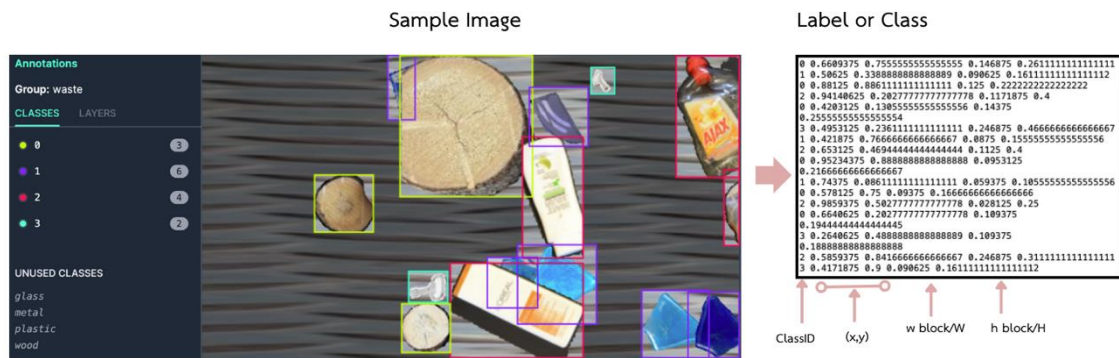 Sample Image
Label or Class
Annotations
Group: waste
CLASSES LAYERS
0 3
1 6
2 4
3 2
UNUSED CLASSES
glass
metal
plastic
wood
AJAX
0 0.6609375 0.7555555555555555 0.146875 0.2611111111111111
1 0.50625 0.3388888888888889 0.090625 0.16111111111111112
0 0.88125 0.8861111111111111 0.125 0.2222222222222222
2 0.94140625 0.20277777777777778 0.1171875 0.4
0 0.4203125 0.13055555555555556 0.14375
0.25555555555555554
3 0.4953125 0.2361111111111111 0.246875 0.4666666666666667
1 0.421875 0.7666666666666667 0.0875 0.15555555555555556
2 0.653125 0.46944444444444444 0.1125 0.4
0 0.95234375 0.8888888888888888 0.0953125
0.21666666666666667
1 0.74375 0.08611111111111111 0.059375 0.10555555555555556
0 0.578125 0.75 0.09375 0.16666666666666666
2 0.9859375 0.5027777777777778 0.028125 0.25
0 0.6640625 0.20277777777777778 0.109375
0.19444444444444445
3 0.2640625 0.4888888888888889 0.109375
0.18888888888888888
2 0.5859375 0.8416666666666667 0.246875 0.3111111111111111
3 0.4171875 0.9 0.090625 0.16111111111111112
ClassID
(x,y)
w block/W
h block/H